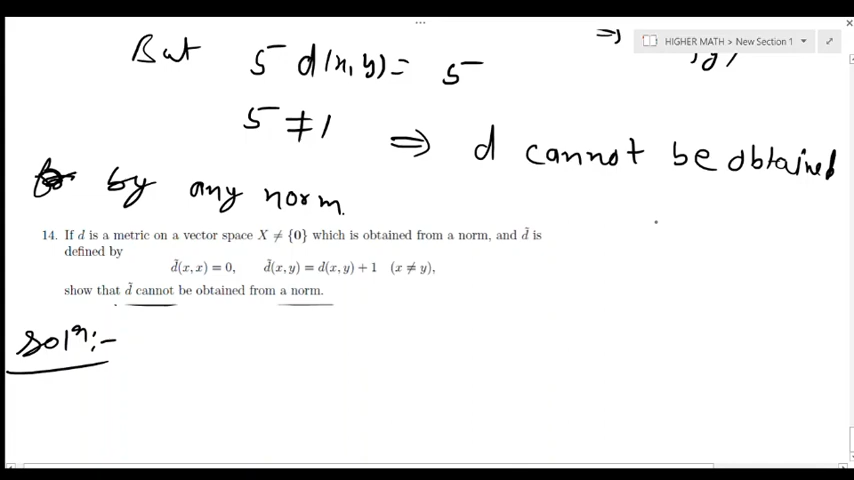 HIGHER MATH > New Section 1
But 5 d(x, y) = 5
5 ≠ 1 ⇒ d cannot be obtained
by any norm.
14. If d is a metric on a vector space X ≠ {0} which is obtained from a norm, and d̃ is
defined by
d̃(x, x) = 0, d̃(x, y) = d(x, y) + 1 (x ≠ y),
show that d̃ cannot be obtained from a norm.
Solⁿ:-